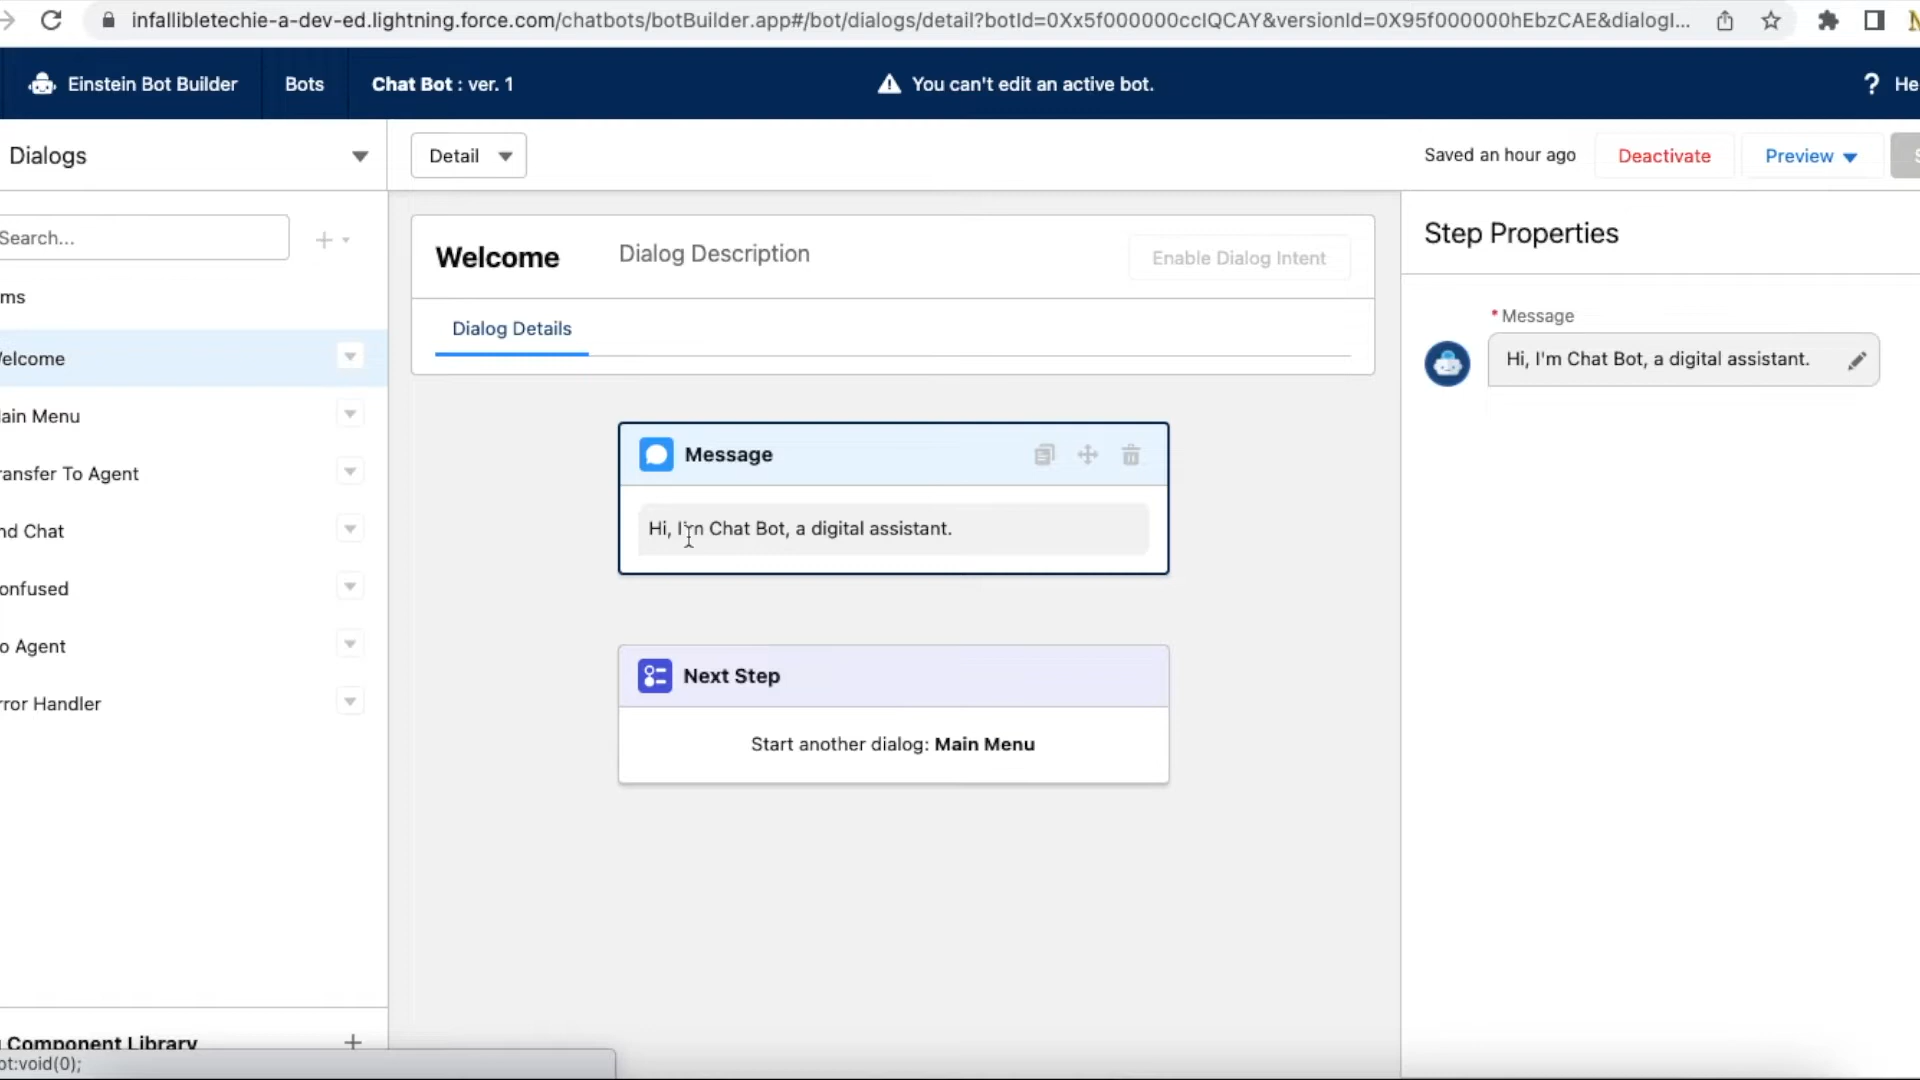 infallibletechie-a-dev-ed.lightning.force.com/chatbots/botBuilder.app#/bot/dialogs/detail?botId=0Xx5f000000ccIQCAY&versionId=0X95f000000hEbzCAE&dialogI...
Einstein Bot Builder
Bots
Chat Bot : ver. 1
You can't edit an active bot.
? He
Dialogs
Detail
Saved an hour ago
Deactivate
Preview
Search...
ms
Welcome
Dialog Description
Enable Dialog Intent
Dialog Details
Step Properties
* Message
Hi, I'm Chat Bot, a digital assistant.
elcome
ain Menu
ransfer To Agent
nd Chat
onfused
o Agent
rror Handler
Message
Hi, I'm Chat Bot, a digital assistant.
Next Step
Start another dialog: Main Menu
Component Library
ot:void(0);